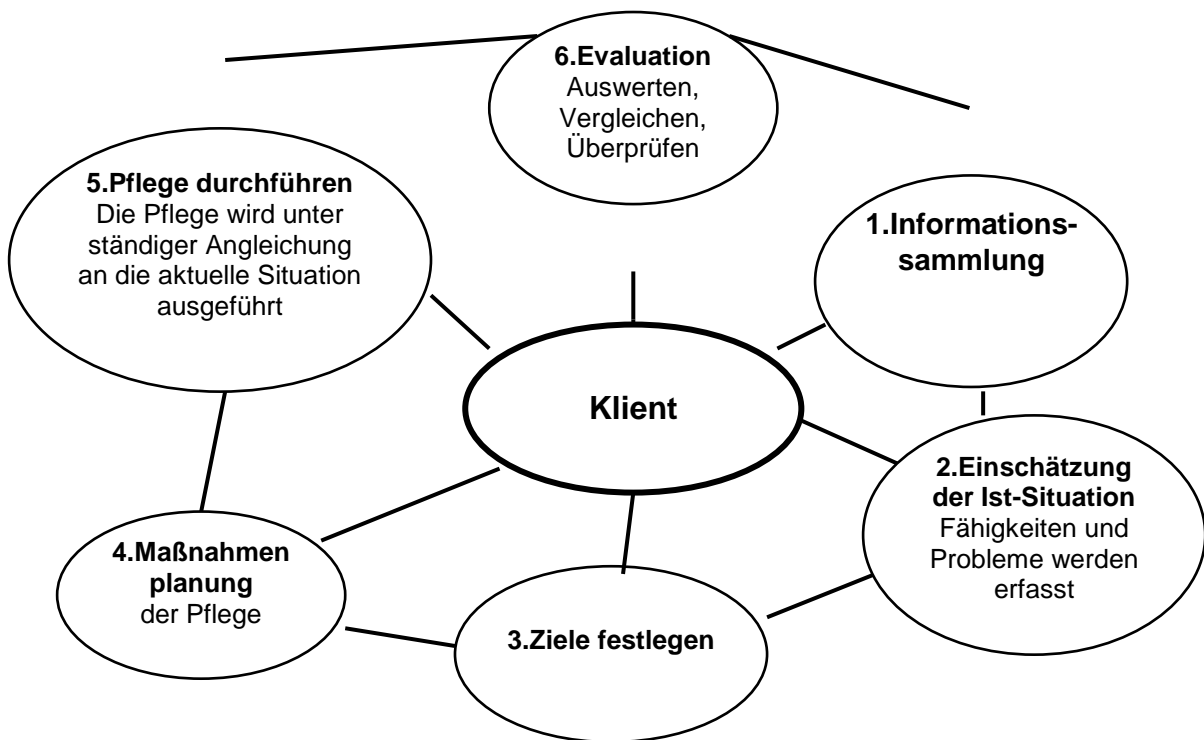 6.Evaluation
Auswerten,
Vergleichen,
Überprüfen
5.Pflege durchführen
Die Pflege wird unter
ständiger Angleichung
an die aktuelle Situation
ausgeführt
1.Informations-
sammlung
Klient
2.Einschätzung
der Ist-Situation
Fähigkeiten und
Probleme werden
erfasst
4.Maßnahmen
planung
der Pflege
3.Ziele festlegen